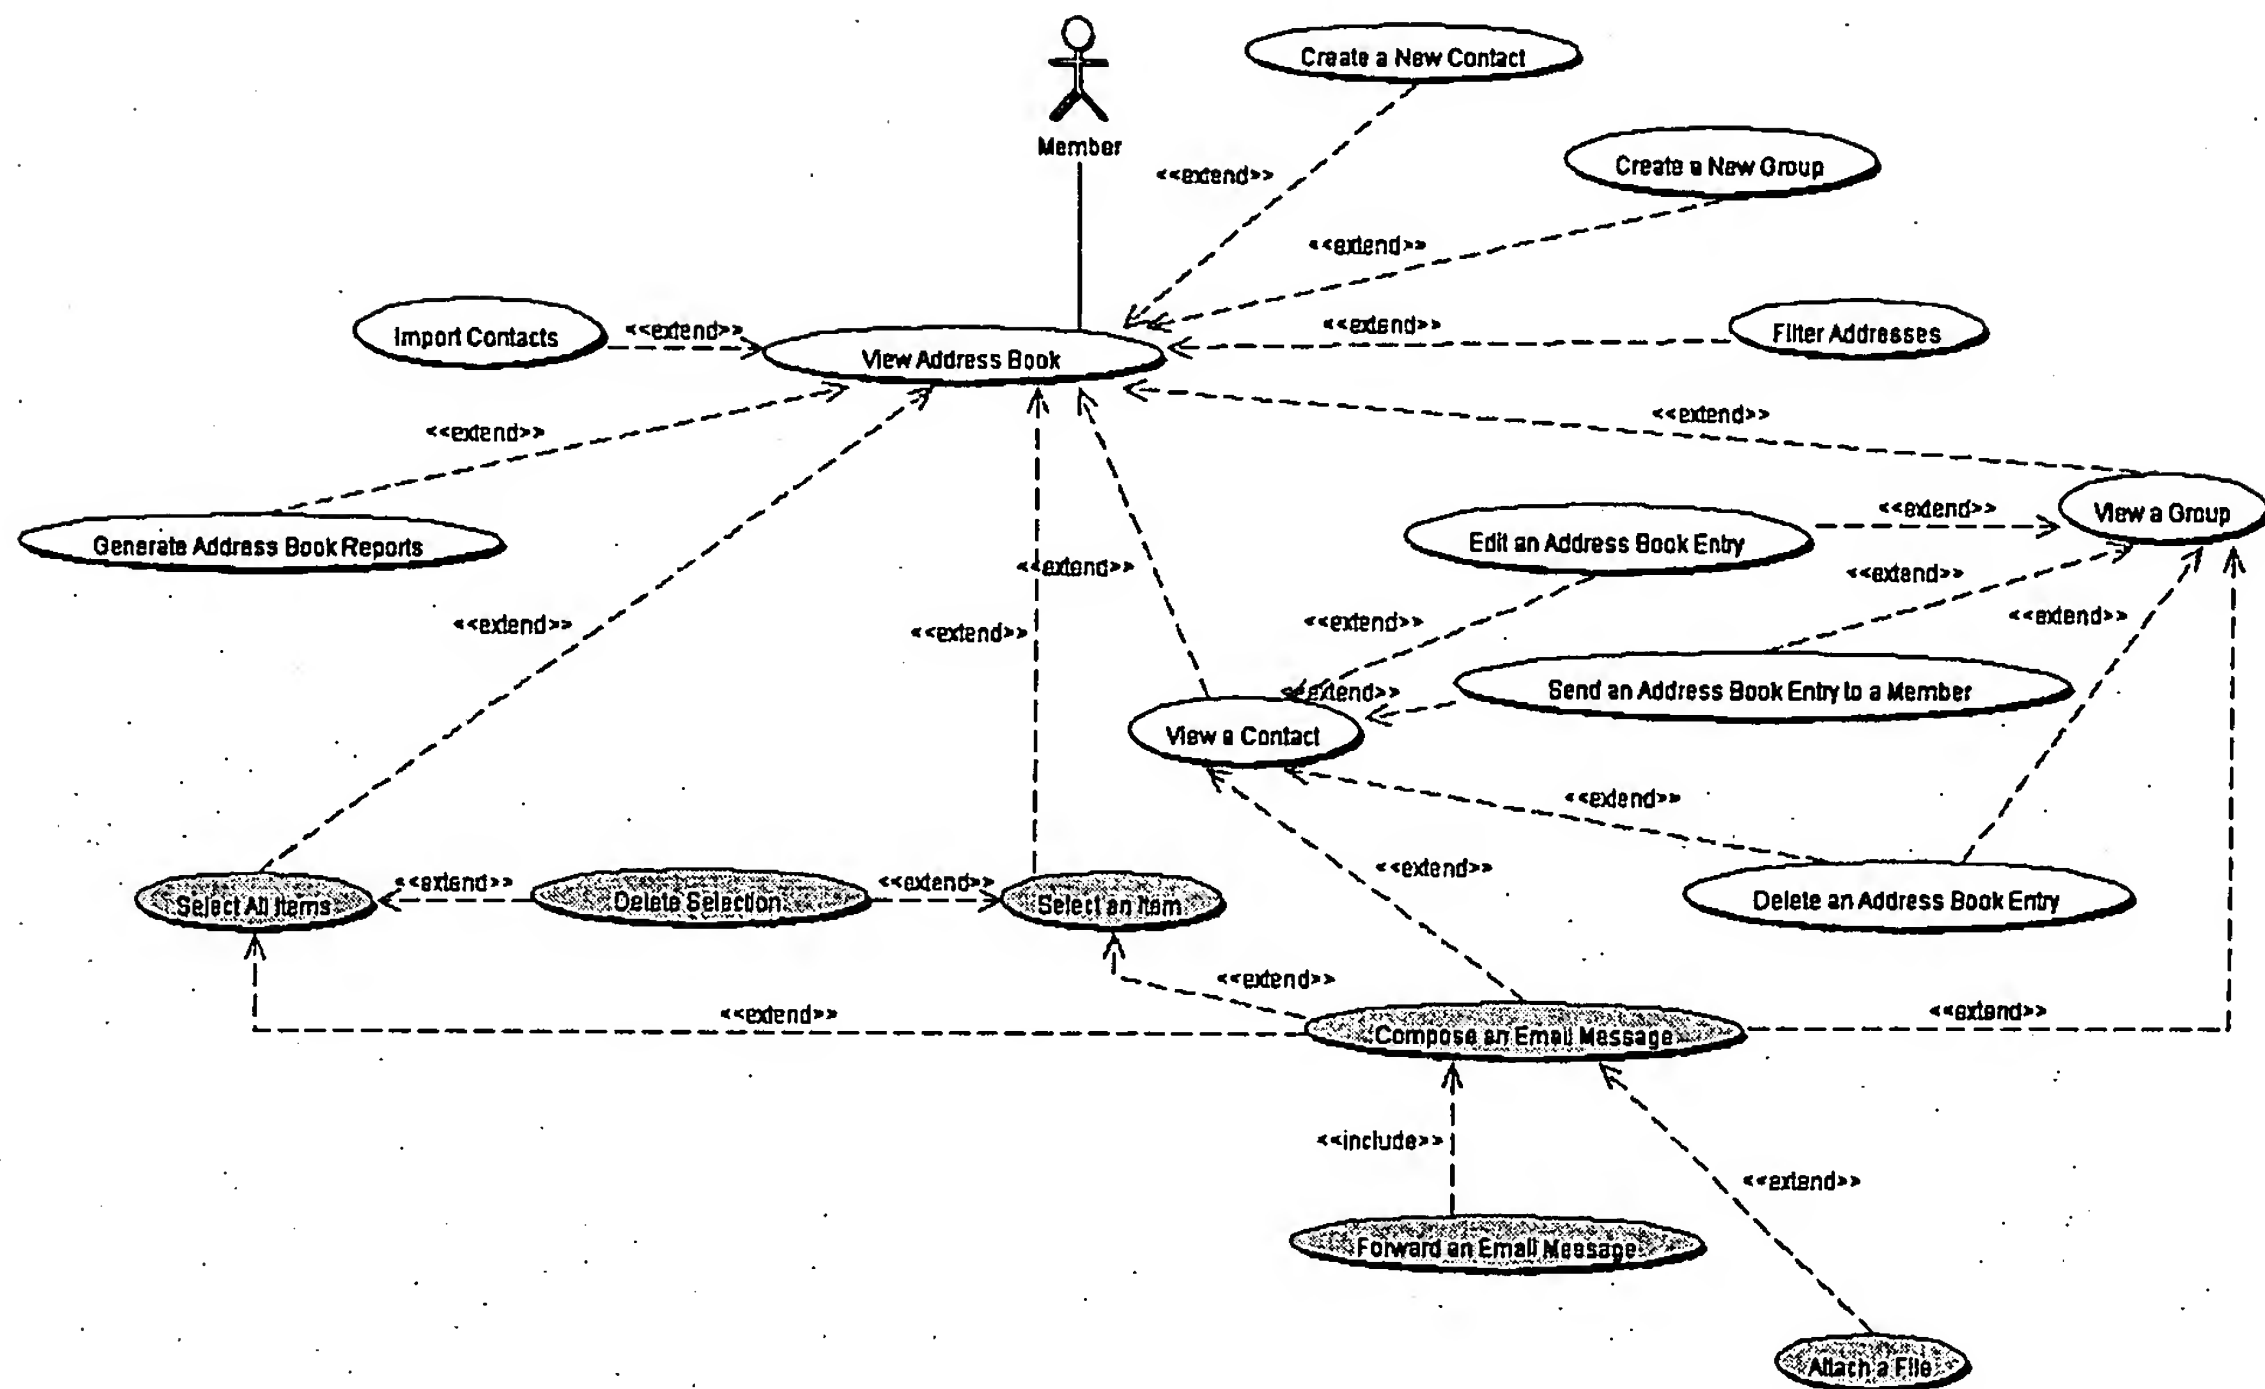 Create a New Contact
Member
Create a New Group
<<extend>>
<<extend>>
Import Contacts
<<extend>>
<<extend>>
Filter Addresses
View Address Book
<<extend>>
<<extend>>
View a Group
<<extend>>
Generate Address Book Reports
Edit an Address Book Entry
<<extend>>
<<extend>>
<<extend>>
<<extend>>
<<extend>>
<<extend>>
<<extend>>
<<extend>>
Send an Address Book Entry to a Member
View a Contact
<<extend>>
<<extend>>
<<extend>>
<<extend>>
Select All Items
Delete Selection
Select an Item
Delete an Address Book Entry
<<extend>>
<<extend>>
<<extend>>
Compose an Email Message
<<include>>
<<extend>>
Forward an Email Message
Attach a File